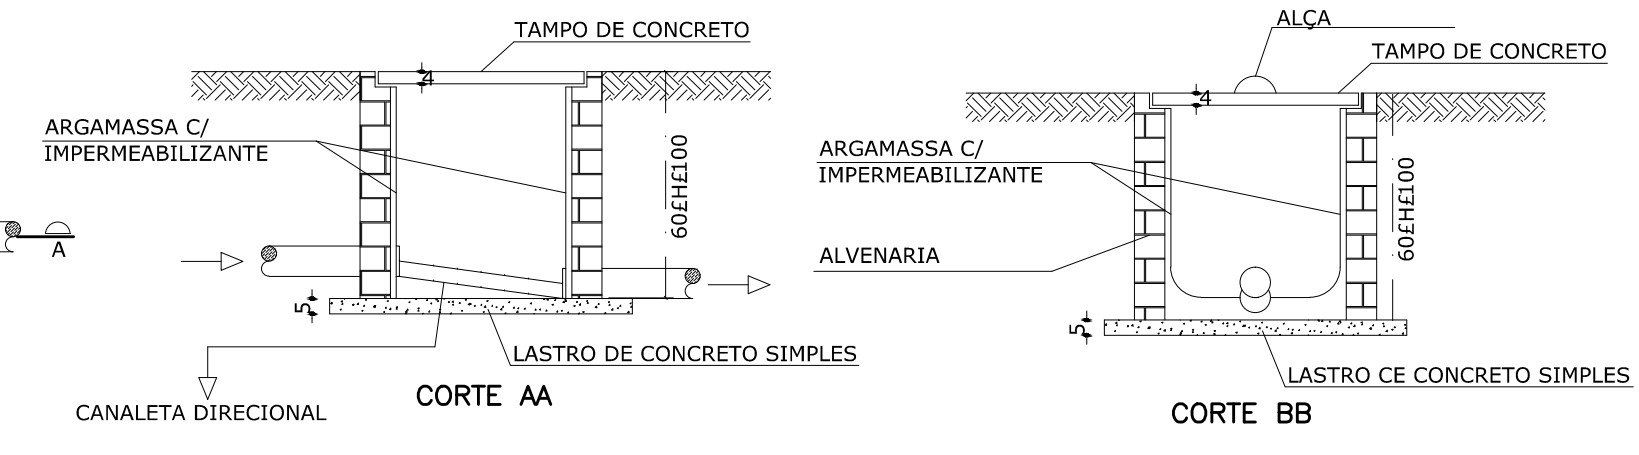 TAMPO DE CONCRETO
4
ARGAMASSA C/
IMPERMEABILIZANTE
60£H£100
A
5
LASTRO DE CONCRETO SIMPLES
CORTE AA
CANALETA DIRECIONAL
ALÇA
TAMPO DE CONCRETO
4
ARGAMASSA C/
IMPERMEABILIZANTE
60£H£100
ALVENARIA
5
LASTRO CE CONCRETO SIMPLES
CORTE BB